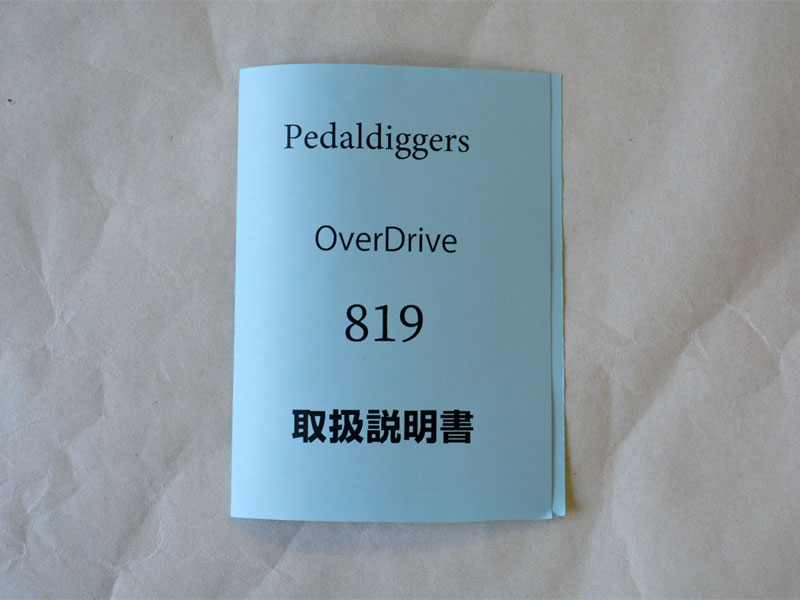 Pedaldiggers
OverDrive
819
取扱説明書